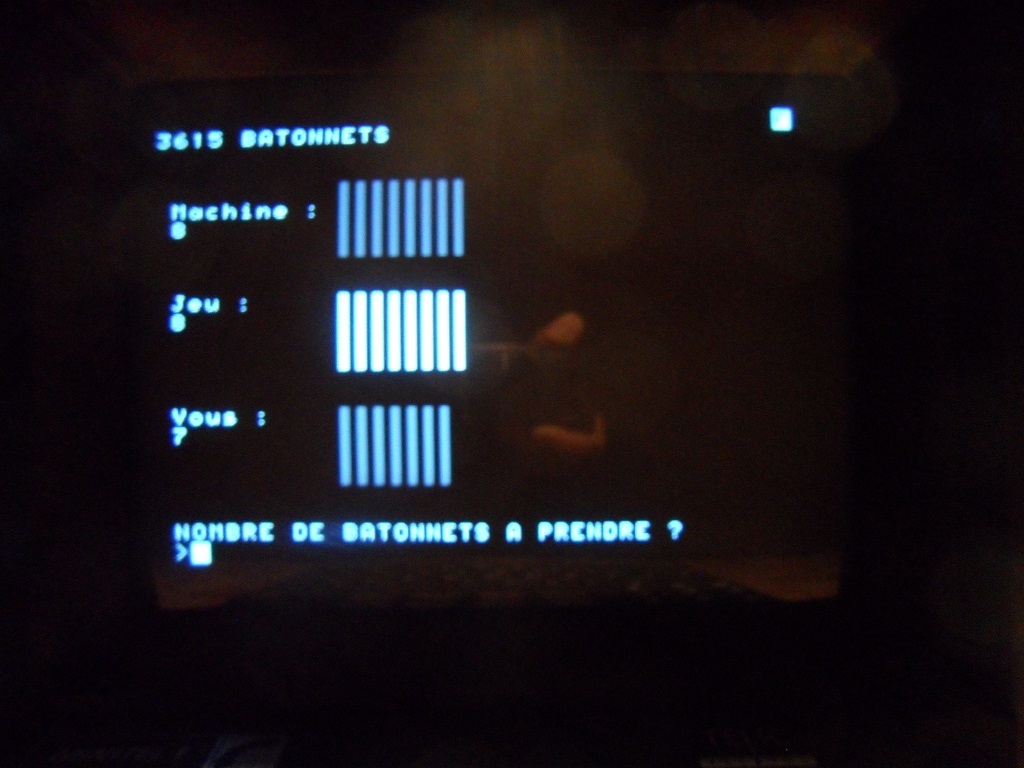 3615 BATONNETS
Machine :
8
Jeu :
8
Vous :
7
NOMBRE DE BATONNETS A PRENDRE ?
>